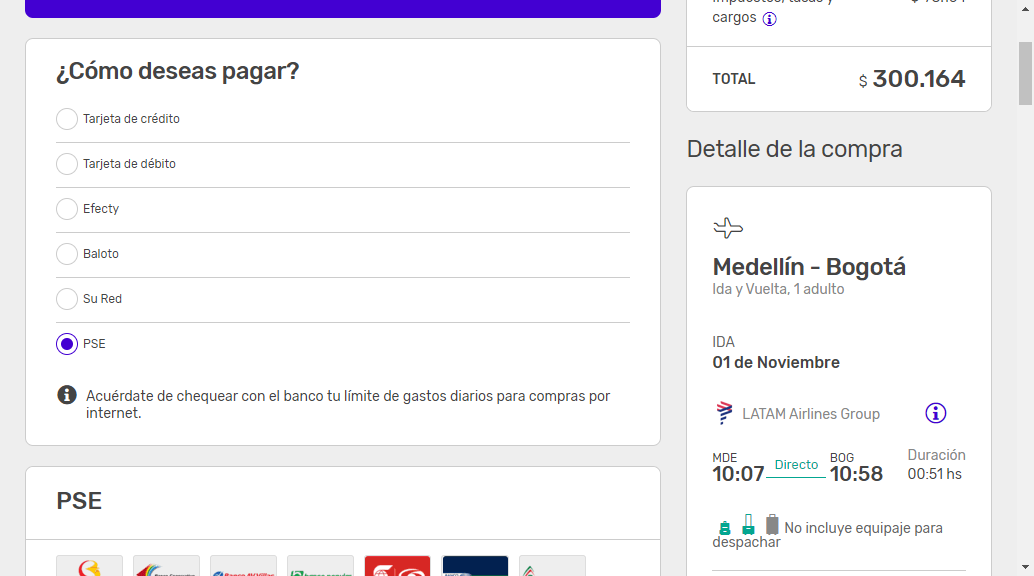 ¿Cómo deseas pagar?
Tarjeta de crédito
Tarjeta de débito
Efecty
Baloto
Su Red
PSE
Acuérdate de chequear con el banco tu límite de gastos diarios para compras por
internet.
PSE
cargos
TOTAL $ 300.164
Detalle de la compra
Medellín - Bogotá
Ida y Vuelta, 1 adulto
IDA
01 de Noviembre
LATAM Airlines Group
MDE Directo BOG Duración
10:07 10:58 00:51 hs
No incluye equipaje para
despachar